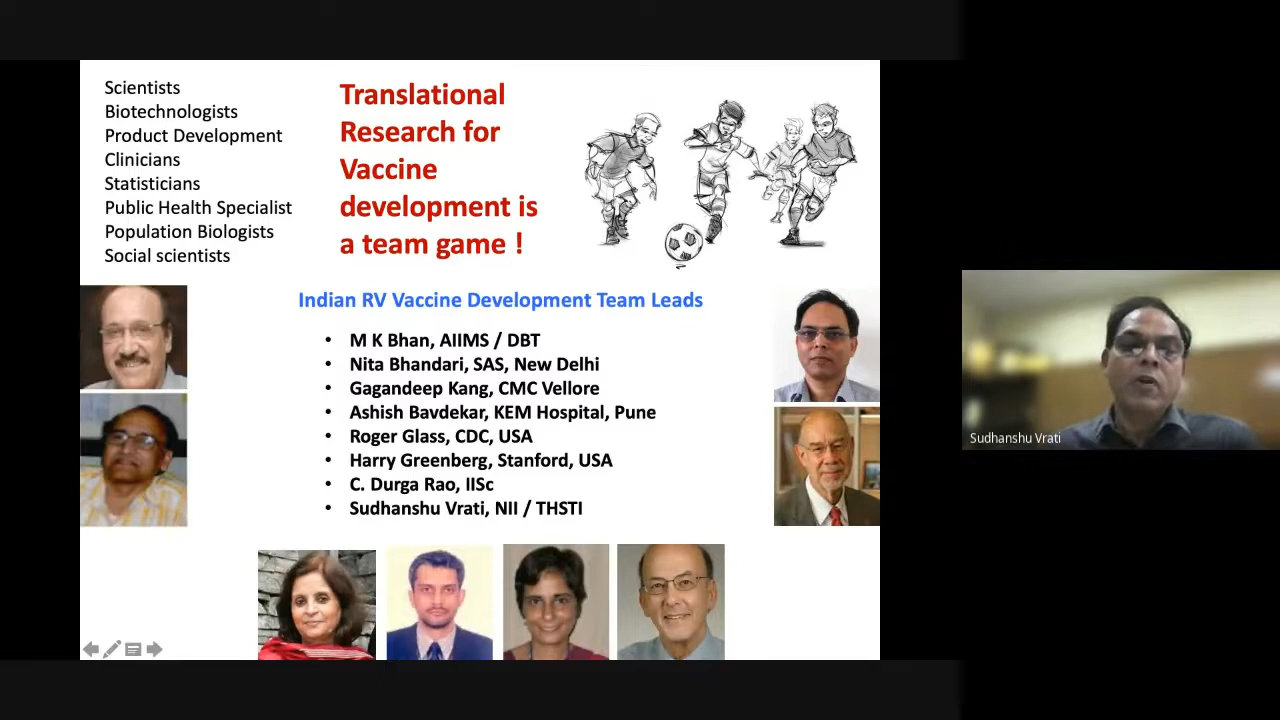 Scientists
Biotechnologists
Product Development
Clinicians
Statisticians
Public Health Specialist
Population Biologists
Social scientists
Translational
Research for
Vaccine
development is
a team game !
Indian RV Vaccine Development Team Leads
• M K Bhan, AIIMS / DBT
• Nita Bhandari, SAS, New Delhi
• Gagandeep Kang, CMC Vellore
• Ashish Bavdekar, KEM Hospital, Pune
• Roger Glass, CDC, USA
• Harry Greenberg, Stanford, USA
• C. Durga Rao, IISc
• Sudhanshu Vrati, NII / THSTI
Sudhanshu Vrati